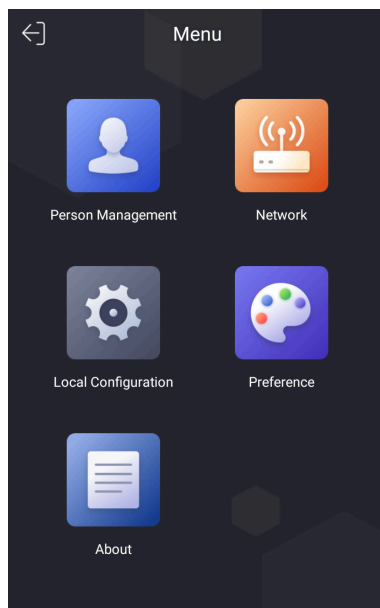 Menu
Person Management
Network
Local Configuration
Preference
About